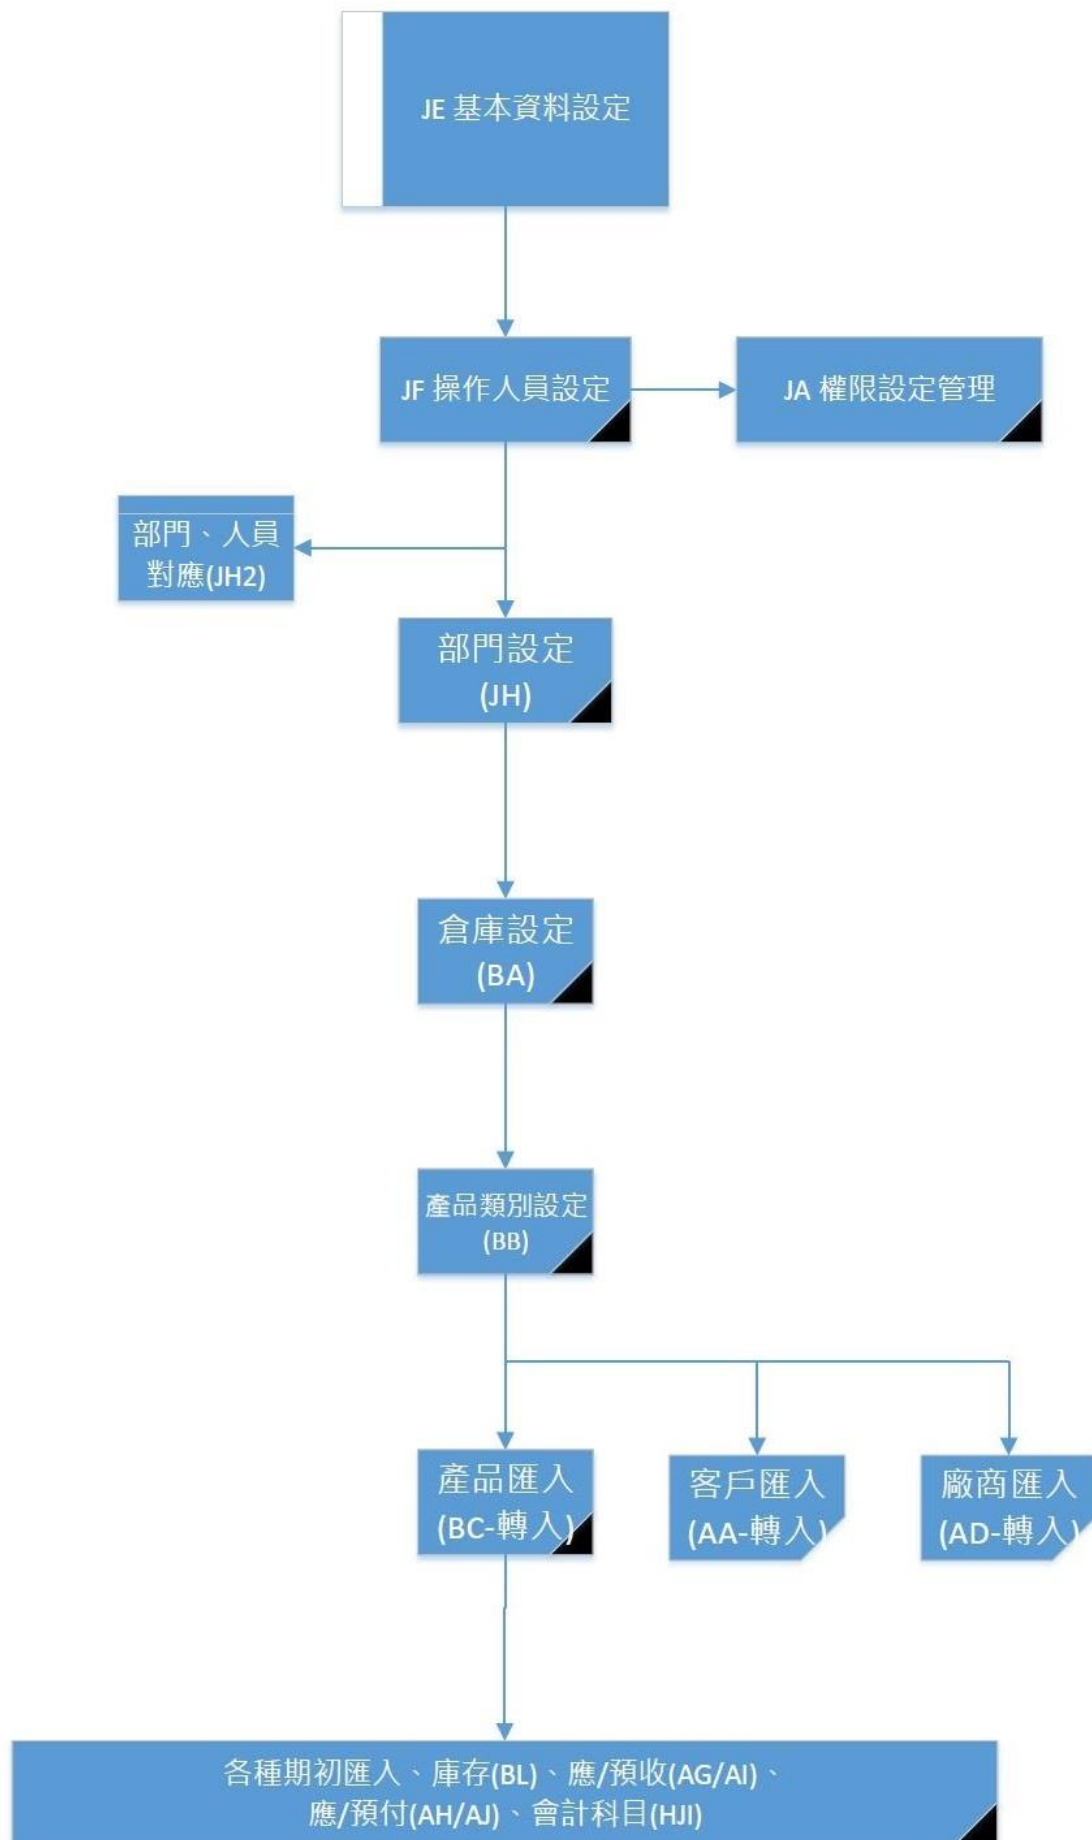 JE 基本資料設定
JF 操作人員設定
JA 權限設定管理
部門、人員
對應(JH2)
部門設定
(JH)
倉庫設定
(BA)
產品類別設定
(BB)
產品匯入
(BC-轉入)
客戶匯入
(AA-轉入)
廠商匯入
(AD-轉入)
各種期初匯入、庫存(BL)、應/預收(AG/AI)、
應/預付(AH/AJ)、會計科目(HJI)